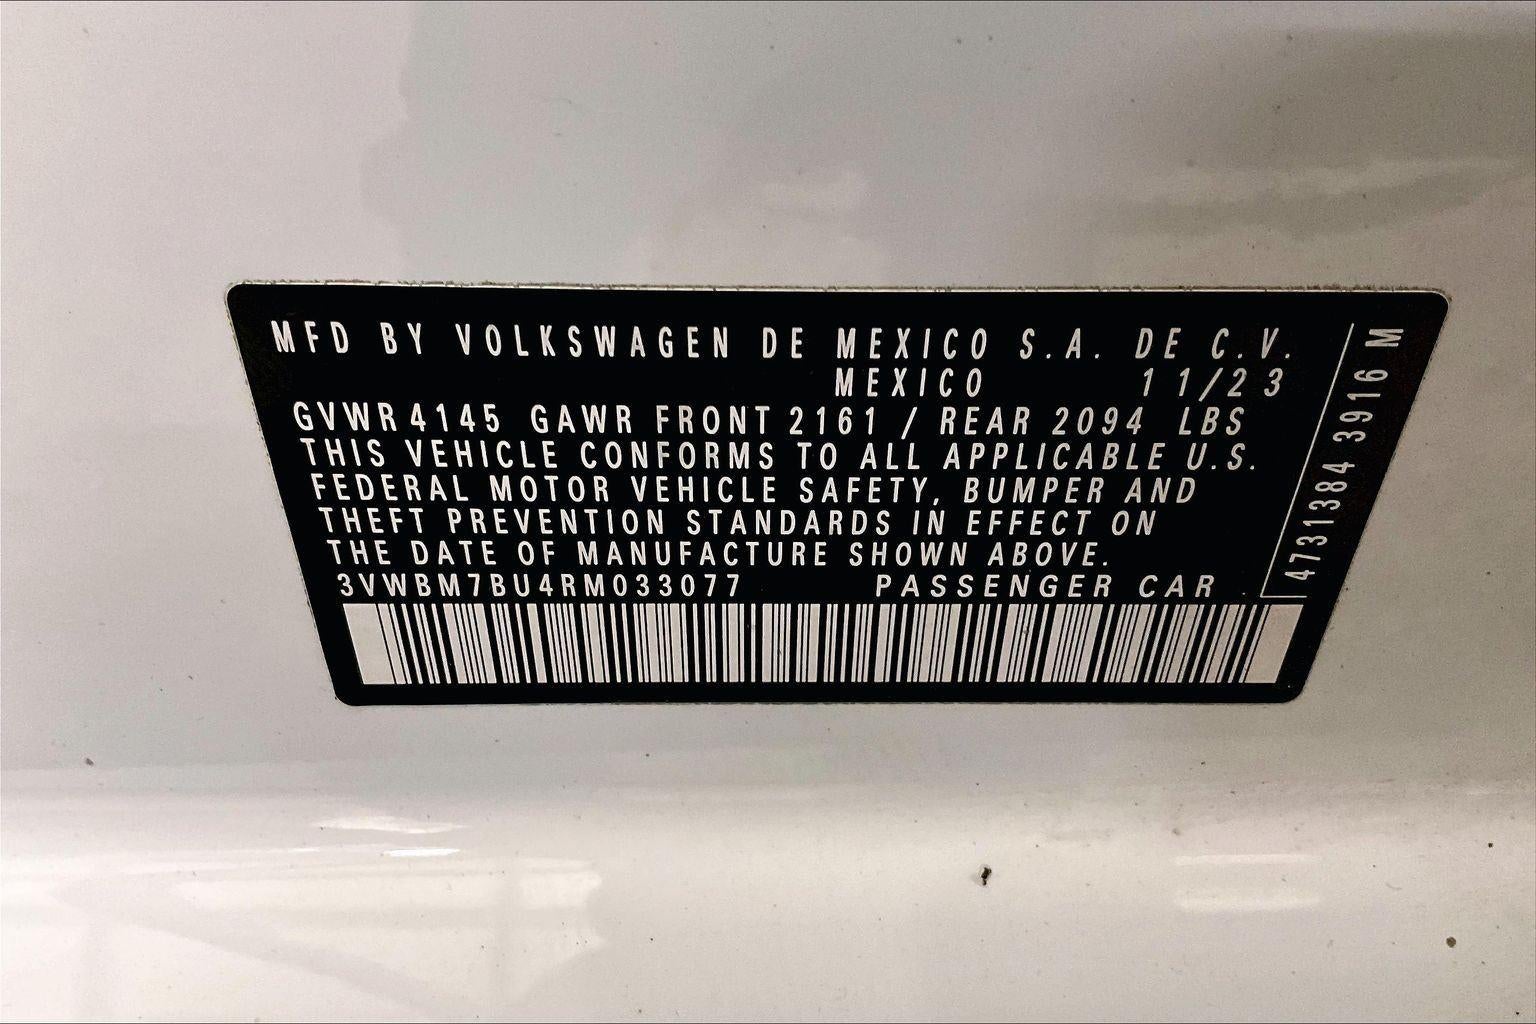 MFD BY VOLKSWAGEN DE MEXICO S.A. DE C.V.
MEXICO 11/23
GVWR 4145 GAWR FRONT 2161 / REAR 2094 LBS
THIS VEHICLE CONFORMS TO ALL APPLICABLE U.S.
FEDERAL MOTOR VEHICLE SAFETY, BUMPER AND
THEFT PREVENTION STANDARDS IN EFFECT ON
THE DATE OF MANUFACTURE SHOWN ABOVE.
3VWBM7BU4RM033077 PASSENGER CAR
4731384 3916 M